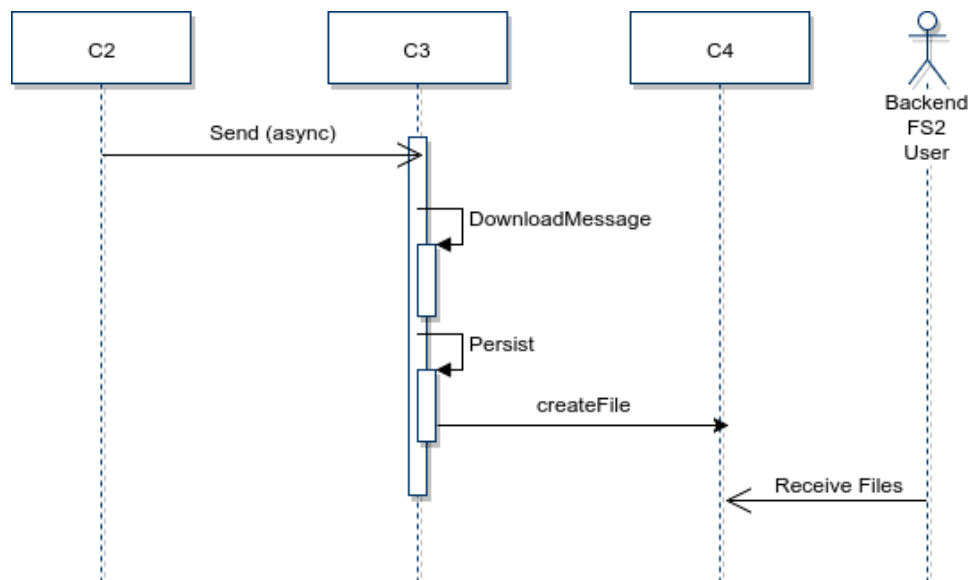 C2
C3
C4
Backend
FS2
User
Send (async)
DownloadMessage
Persist
createFile
Receive Files